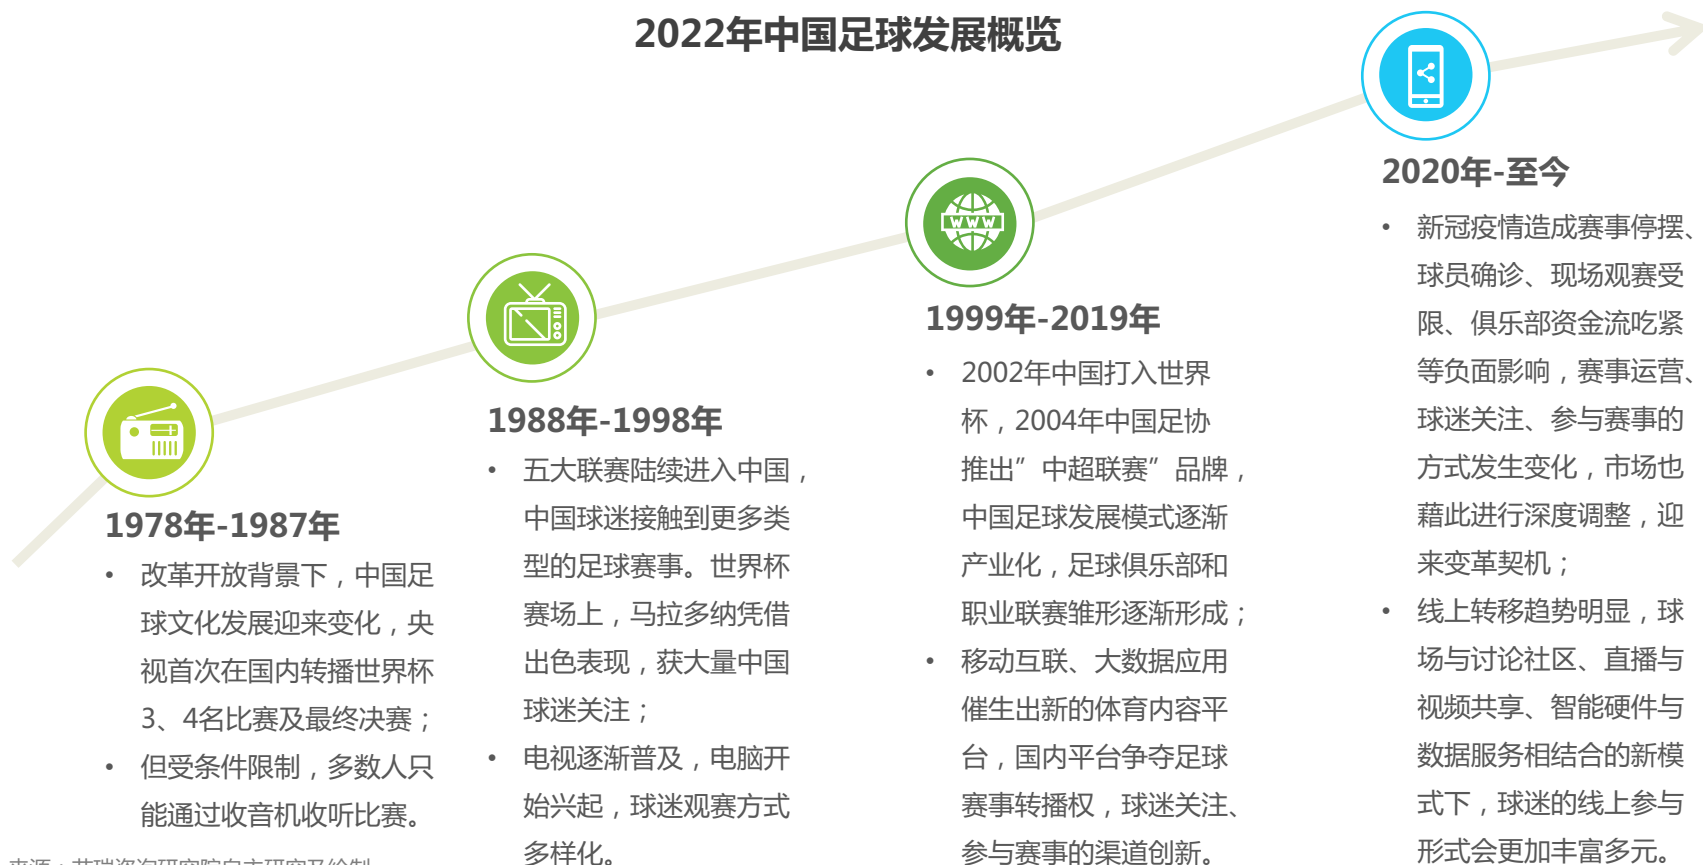 2022年中国足球发展概览
WWW
1978年-1987年
• 改革开放背景下，中国足
球文化发展迎来变化，央
视首次在国内转播世界杯
3、4名比赛及最终决赛；
• 但受条件限制，多数人只
能通过收音机收听比赛。
1988年-1998年
• 五大联赛陆续进入中国，
中国球迷接触到更多类
型的足球赛事。世界杯
赛场上，马拉多纳凭借
出色表现，获大量中国
球迷关注；
• 电视逐渐普及，电脑开
始兴起，球迷观赛方式
多样化。
1999年-2019年
• 2002年中国打入世界
杯，2004年中国足协
推出”中超联赛”品牌，
中国足球发展模式逐渐
产业化，足球俱乐部和
职业联赛雏形逐渐形成；
• 移动互联、大数据应用
催生出新的体育内容平
台，国内平台争夺足球
赛事转播权，球迷关注、
参与赛事的渠道创新。
2020年-至今
• 新冠疫情造成赛事停摆、
球员确诊、现场观赛受
限、俱乐部资金流吃紧
等负面影响，赛事运营、
球迷关注、参与赛事的
方式发生变化，市场也
藉此进行深度调整，迎
来变革契机；
• 线上转移趋势明显，球
场与讨论社区、直播与
视频共享、智能硬件与
数据服务相结合的新模
式下，球迷的线上参与
形式会更加丰富多元。
来源：艾瑞咨询研究院自主研究及绘制